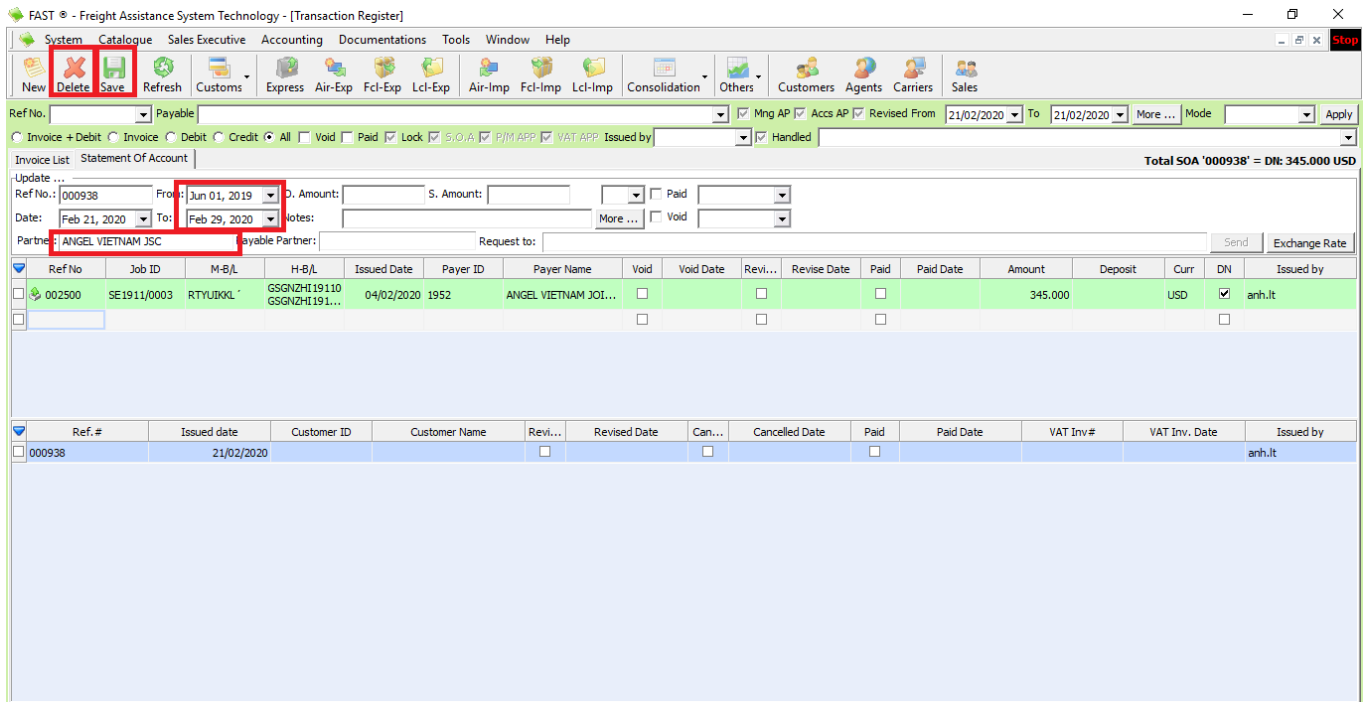 FAST ® - Freight Assistance System Technology - [Transaction Register]
System Catalogue Sales Executive Accounting Documentations Tools Window Help Stop
New Delete Save Refresh Customs Express Air-Exp Fcl-Exp Lcl-Exp Air-Imp Fcl-Imp Lcl-Imp Consolidation Others Customers Agents Carriers Sales
Ref No. Payable Mng AP Accs AP Revised From 21/02/2020 To 21/02/2020 More ... Mode Apply
Invoice + Debit Invoice Debit Credit All Void Paid Lock S.O.A P/M APP VAT APP Issued by Handled
Invoice List Statement Of Account Total SOA '000938' = DN: 345.000 USD
Update ...
Ref No.: 000938 From: Jun 01, 2019 D. Amount: S. Amount: Paid
Date: Feb 21, 2020 To: Feb 29, 2020 Notes: More ... Void
Partner: ANGEL VIETNAM JSC Payable Partner: Request to: Send Exchange Rate
Ref No Job ID M-B/L H-B/L Issued Date Payer ID Payer Name Void Void Date Revi... Revise Date Paid Paid Date Amount Deposit Curr DN Issued by
002500 SE1911/0003 RTYUIKKL GSGNZHI19110 04/02/2020 1952 ANGEL VIETNAM JOI... 345.000 USD anh.lt
GSGNZHI191...
Ref.# Issued date Customer ID Customer Name Revi... Revised Date Can... Cancelled Date Paid Paid Date VAT Inv# VAT Inv. Date Issued by
000938 21/02/2020 anh.lt